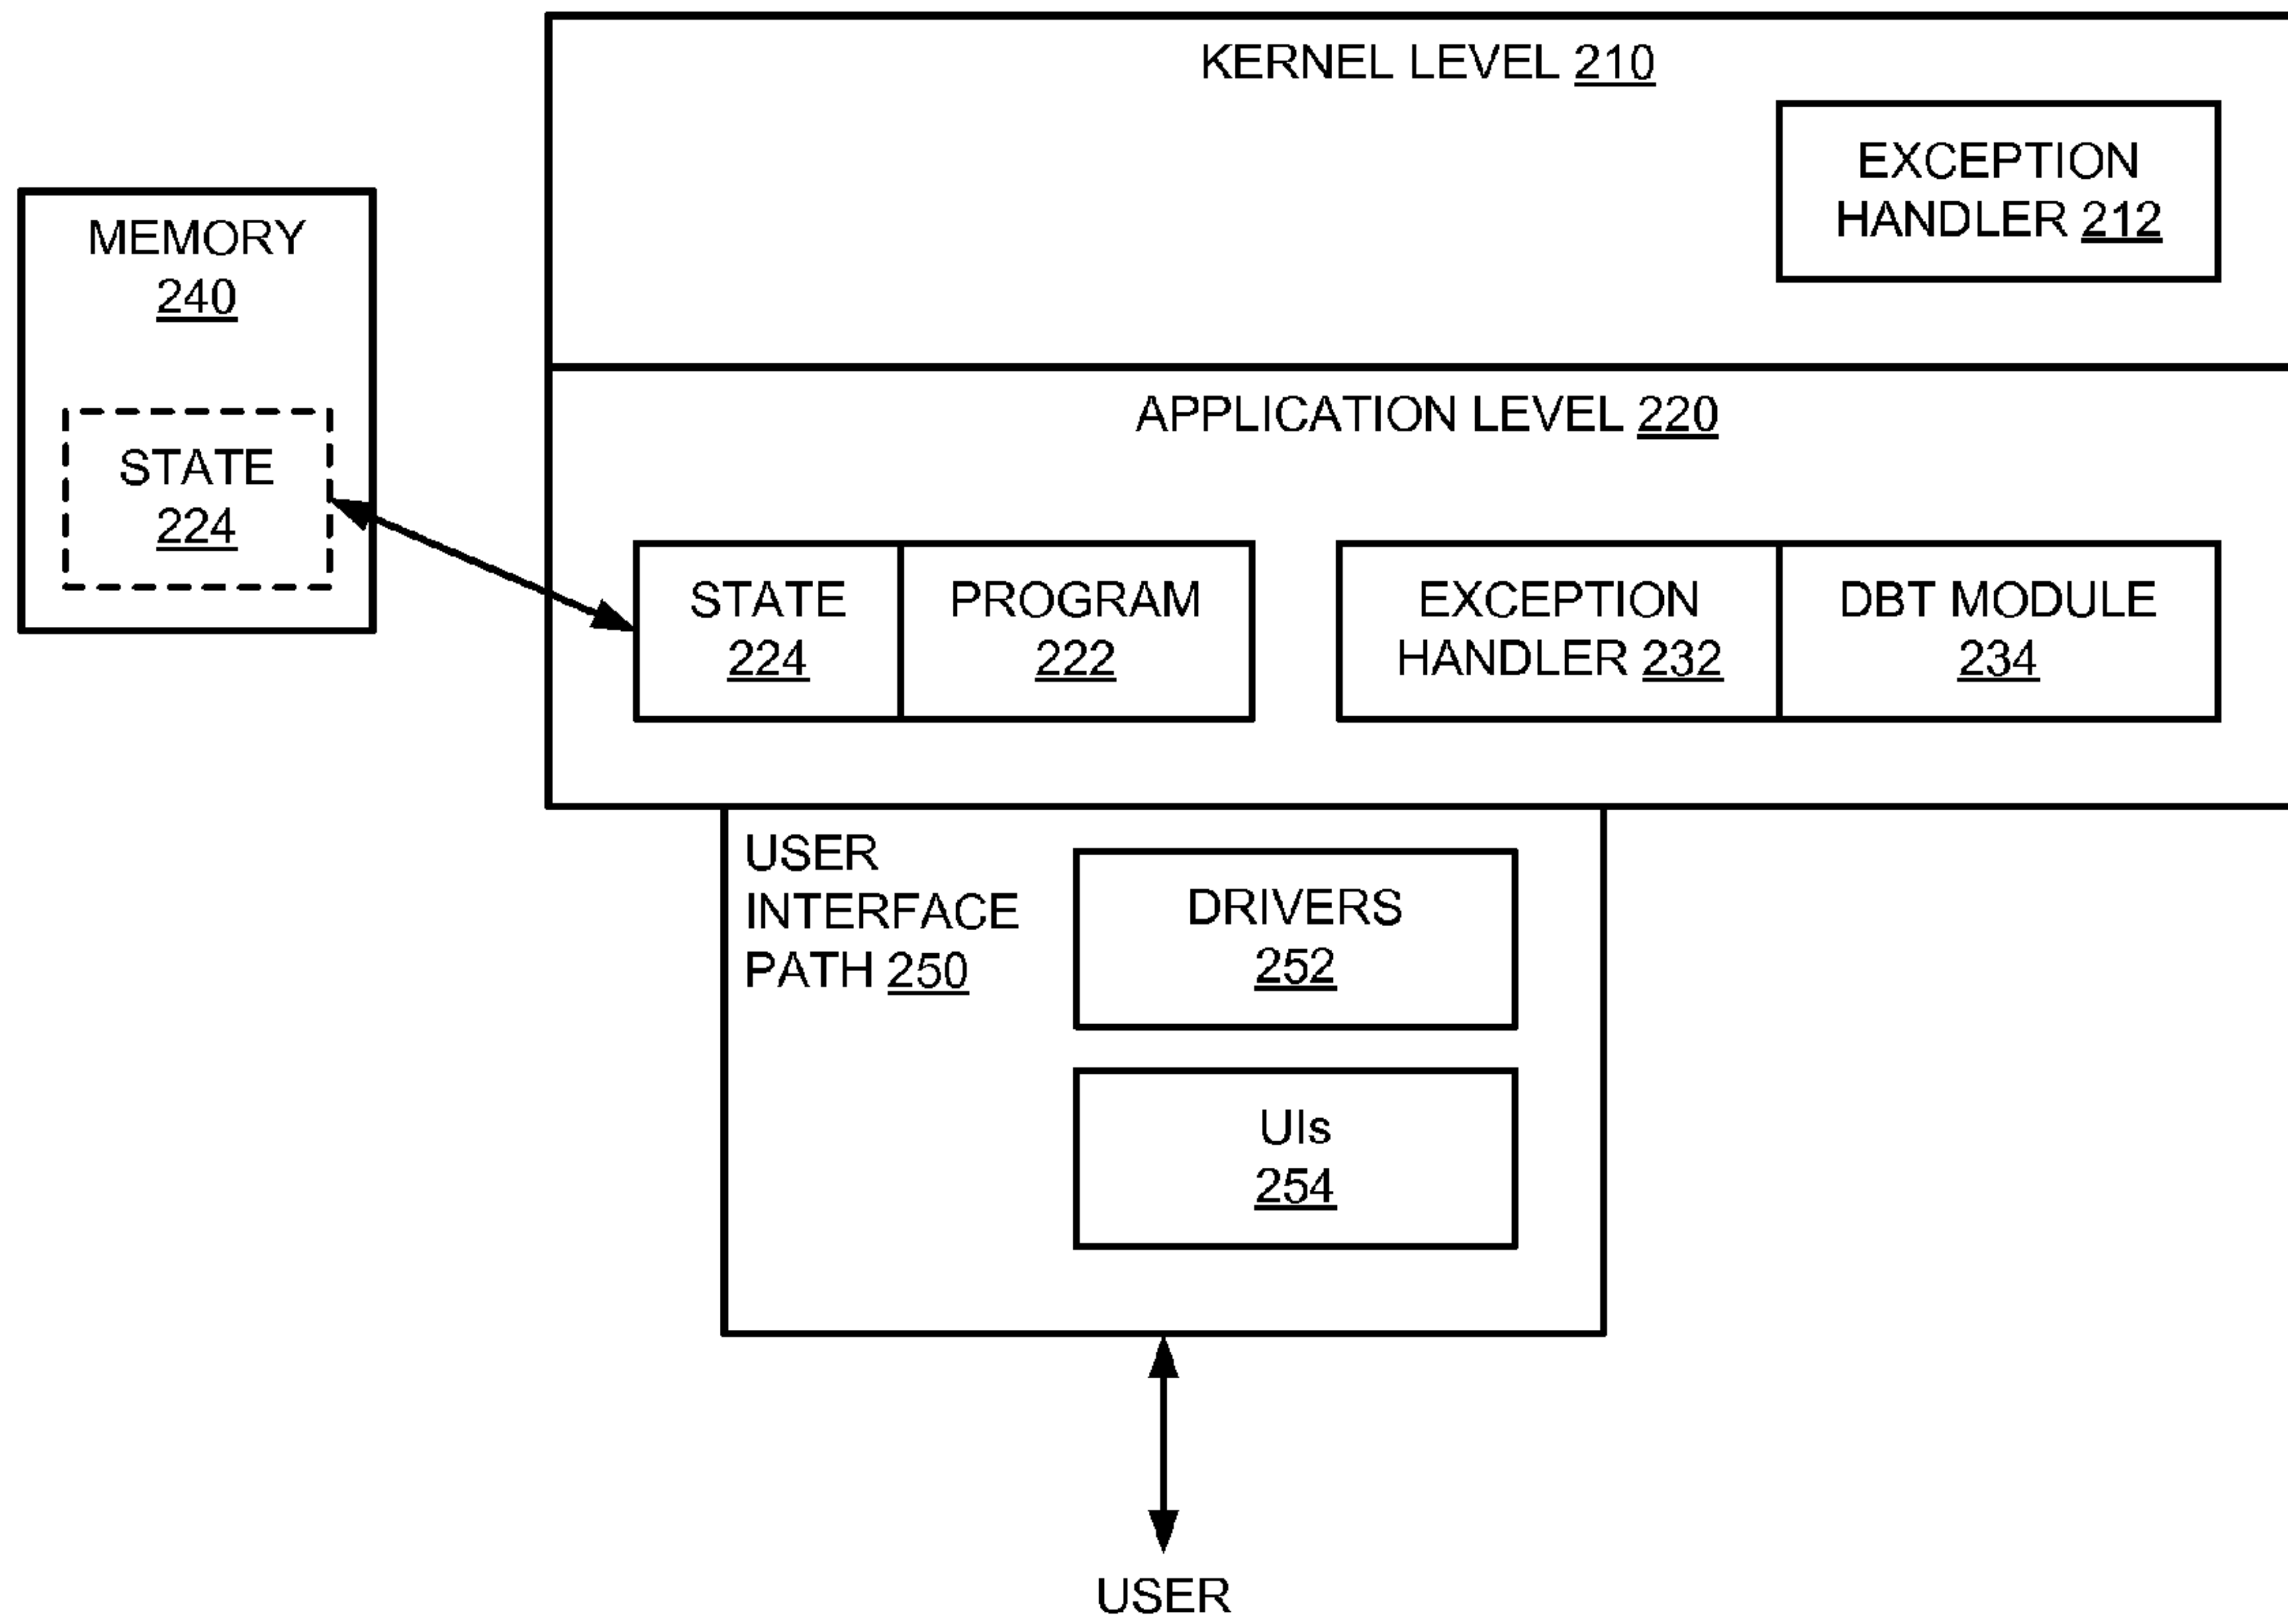 KERNEL LEVEL 210
EXCEPTION
HANDLER 212
MEMORY
240
STATE
224
APPLICATION LEVEL 220
STATE
224
PROGRAM
222
EXCEPTION
HANDLER 232
DBT MODULE
234
USER
INTERFACE
PATH 250
DRIVERS
252
UIs
254
USER